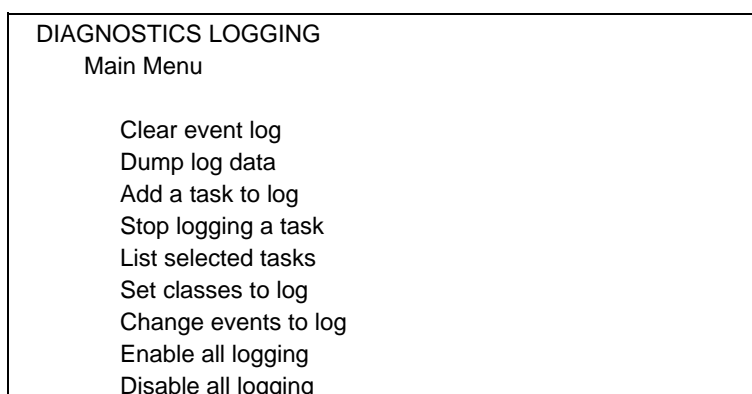 DIAGNOSTICS LOGGING
Main Menu
Clear event log
Dump log data
Add a task to log
Stop logging a task
List selected tasks
Set classes to log
Change events to log
Enable all logging
Disable all logging